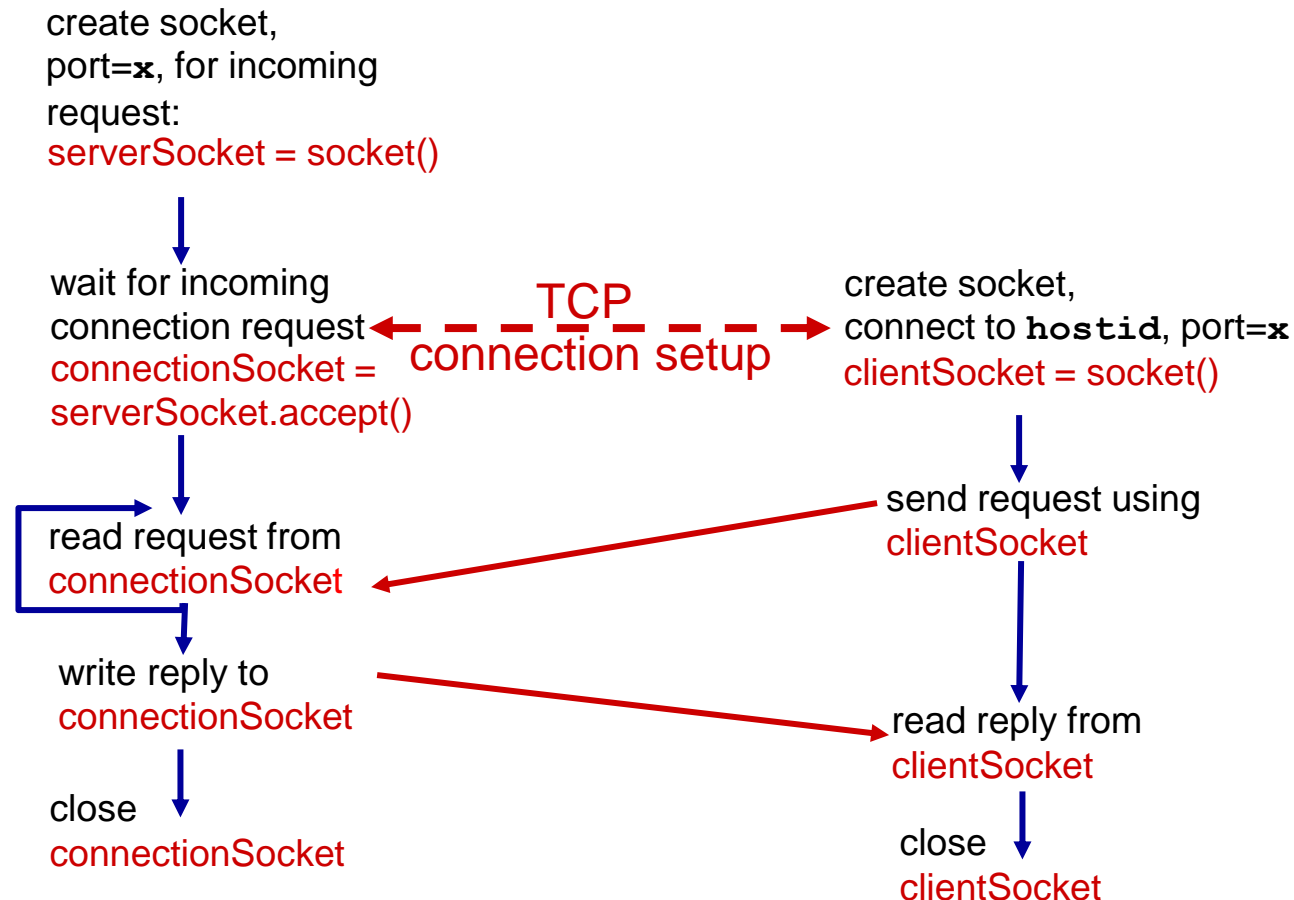 create socket,
port=x, for incoming
request:
serverSocket = socket()
wait for incoming
connection request
connectionSocket =
serverSocket.accept()
TCP
connection setup
create socket,
connect to hostid, port=x
clientSocket = socket()
read request from
connectionSocket
send request using
clientSocket
write reply to
connectionSocket
read reply from
clientSocket
close
connectionSocket
close
clientSocket